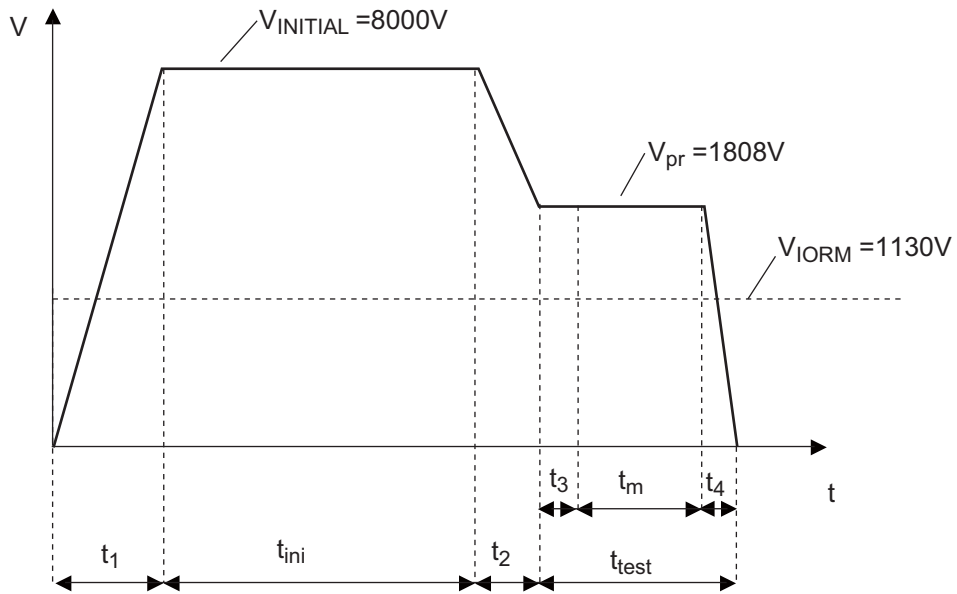 V
V_INITIAL =8000V
V_pr =1808V
V_IORM =1130V
t_3
t_m
t_4
t
t_1
t_ini
t_2
t_test